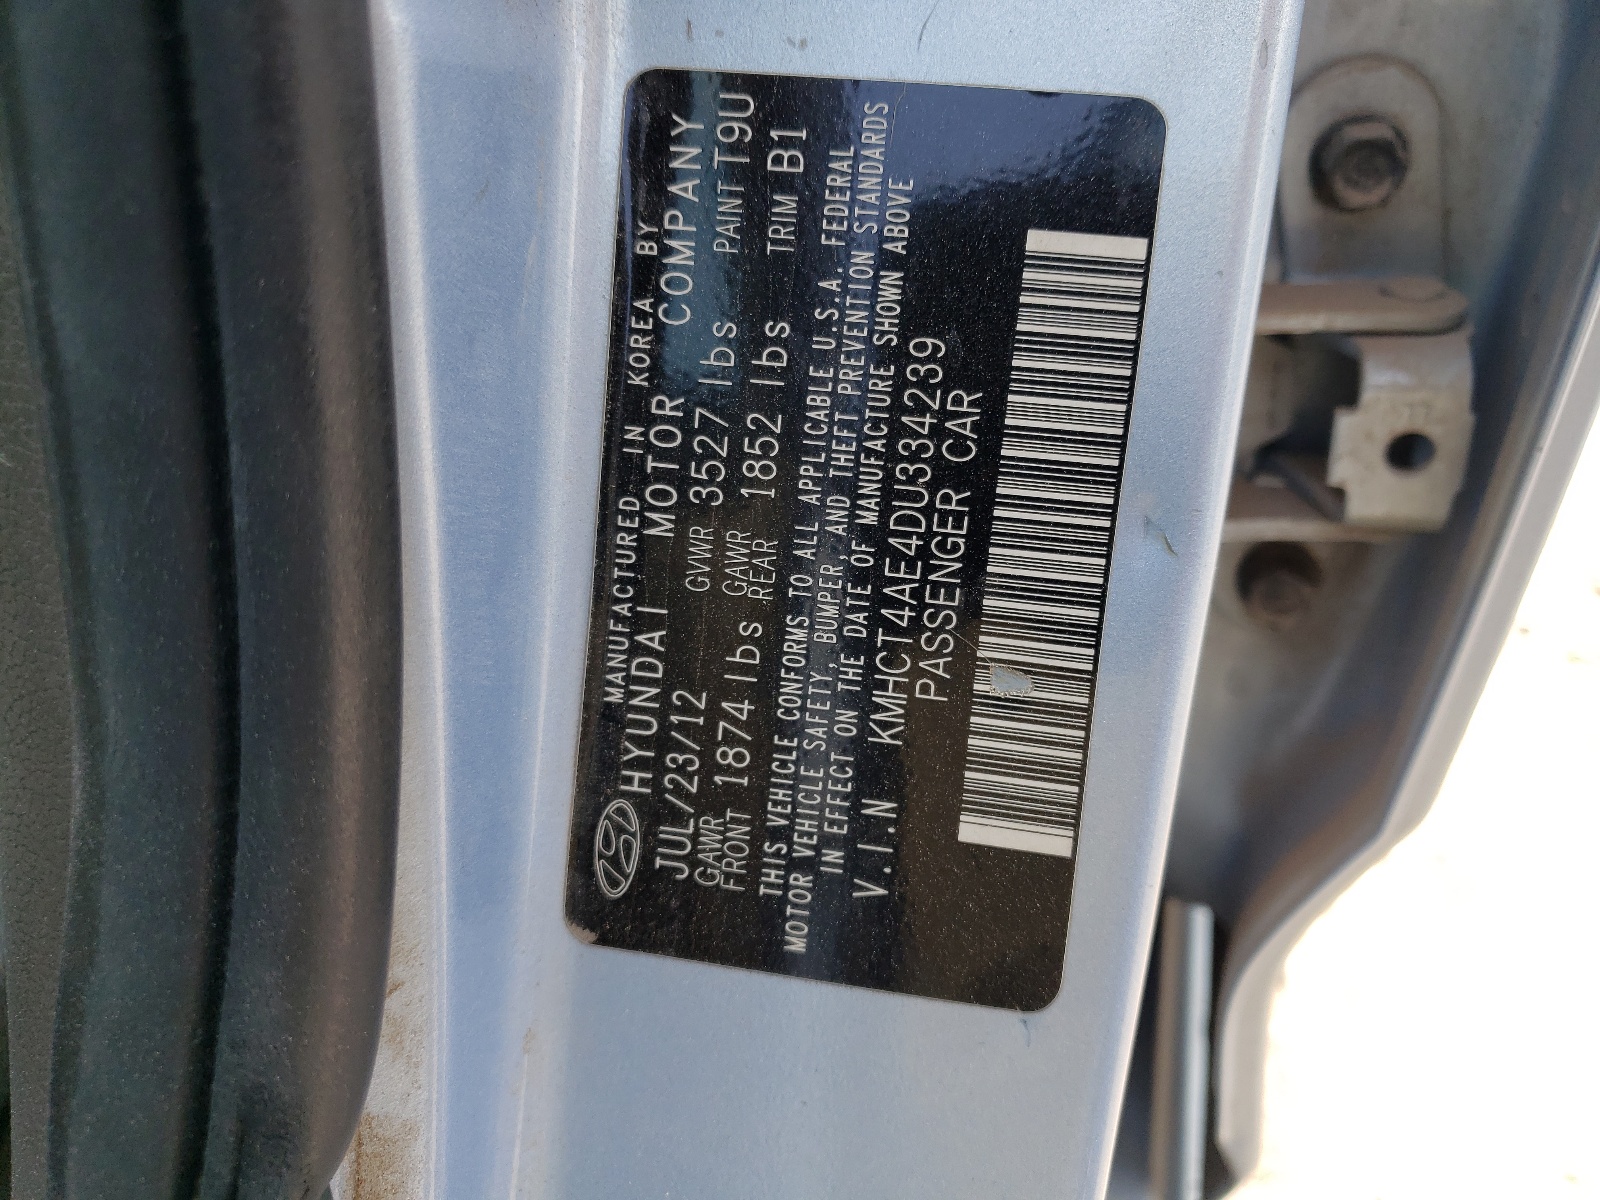 MANUFACTURED IN KOREA BY
HYUNDAI MOTOR COMPANY
JUL/23/12 GVWR 3527 lbs PAINT T9U
GAWR FRONT 1874 lbs GAWR REAR 1852 lbs TRIM B1
THIS VEHICLE CONFORMS TO ALL APPLICABLE U.S.A. FEDERAL
MOTOR VEHICLE SAFETY, BUMPER AND THEFT PREVENTION STANDARDS
IN EFFECT ON THE DATE OF MANUFACTURE SHOWN ABOVE
V.I.N KMHCT4AE4DU334239
PASSENGER CAR